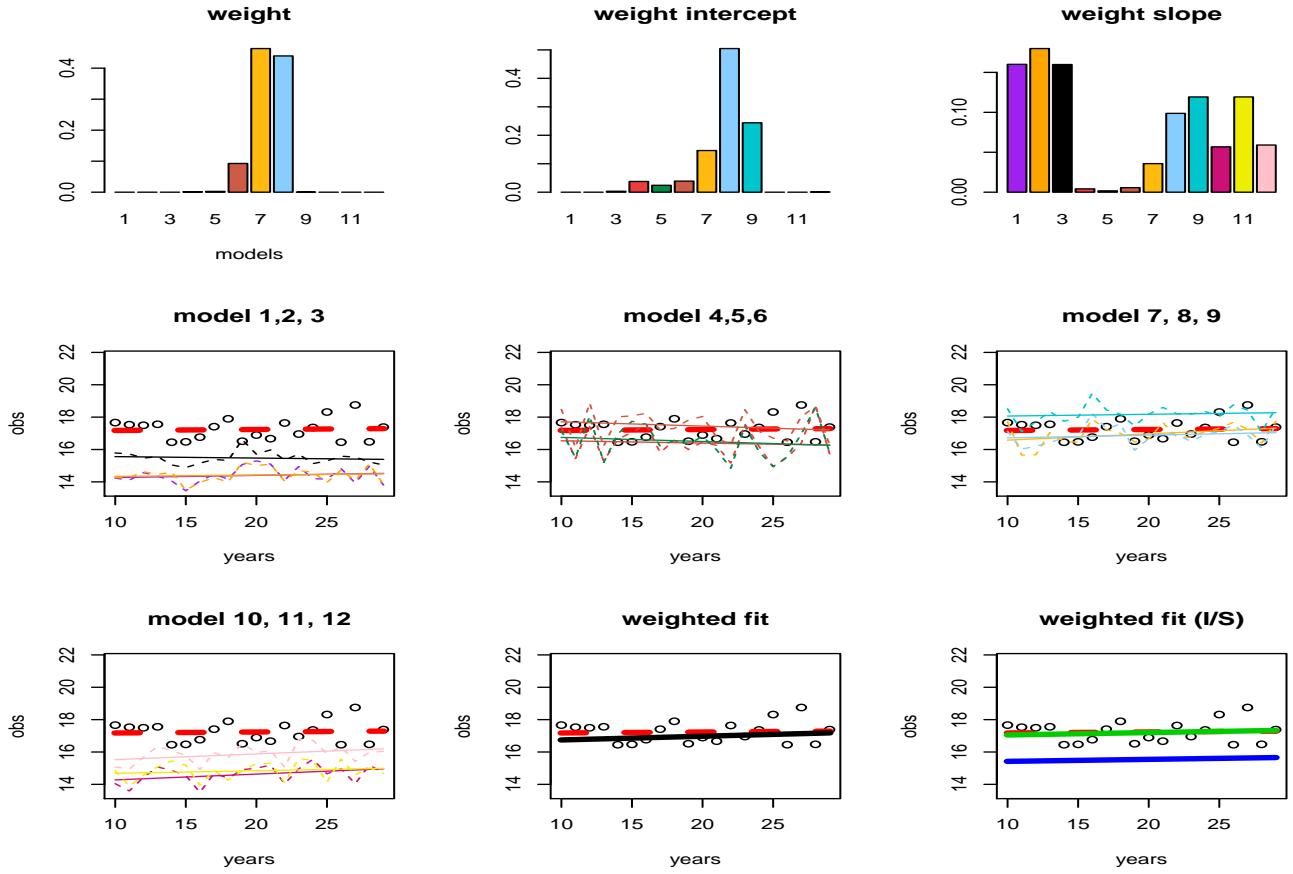 weight
0.0 0.2 0.4
1 3 5 7 9 11
models
weight intercept
0.0 0.2 0.4
1 3 5 7 9 11
weight slope
0.00 0.10
1 3 5 7 9 11
model 1,2, 3
obs
14 16 18 20 22
10 15 20 25
years
model 4,5,6
obs
14 16 18 20 22
10 15 20 25
years
model 7, 8, 9
obs
14 16 18 20 22
10 15 20 25
years
model 10, 11, 12
obs
14 16 18 20 22
10 15 20 25
years
weighted fit
obs
14 16 18 20 22
10 15 20 25
years
weighted fit (I/S)
obs
14 16 18 20 22
10 15 20 25
years